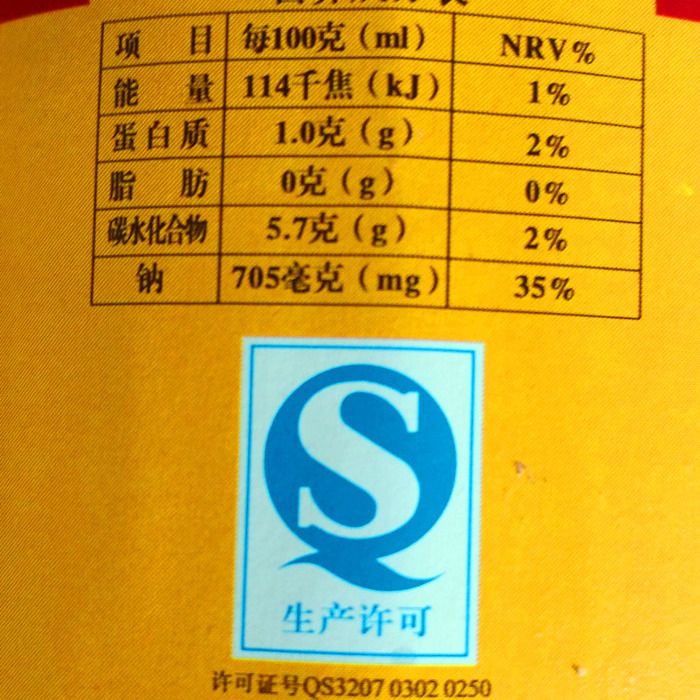 项 目 每100克（ml） NRV%
能 量 114千焦（kJ） 1%
蛋白质 1.0克（g） 2%
脂 肪 0克（g） 0%
碳水化合物 5.7克（g） 2%
钠 705毫克（mg） 35%
QS
生产许可
许可证号QS3207 0302 0250